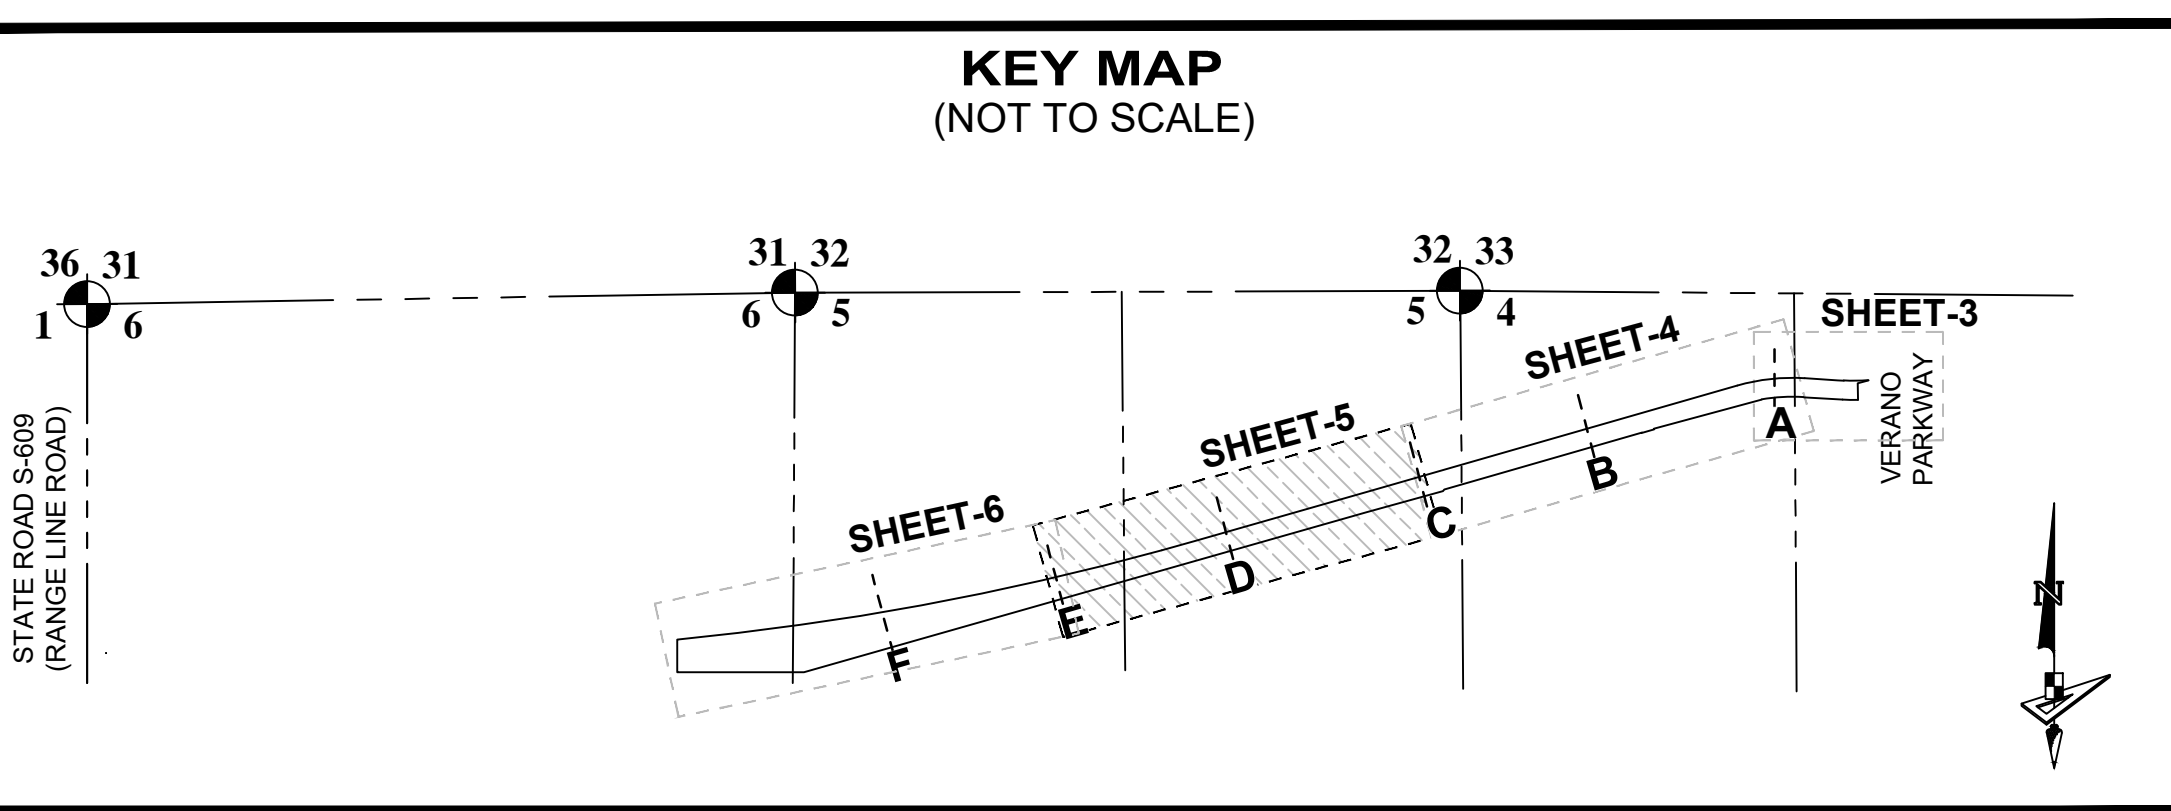 KEY MAP
(NOT TO SCALE)
36 31
1 6
31 32
6 5
32 33
5 4
SHEET-3
SHEET-4
SHEET-5
SHEET-6
A
B
C
D
E
F
VERANO
PARKWAY
STATE ROAD S-609
(RANGE LINE ROAD)
N